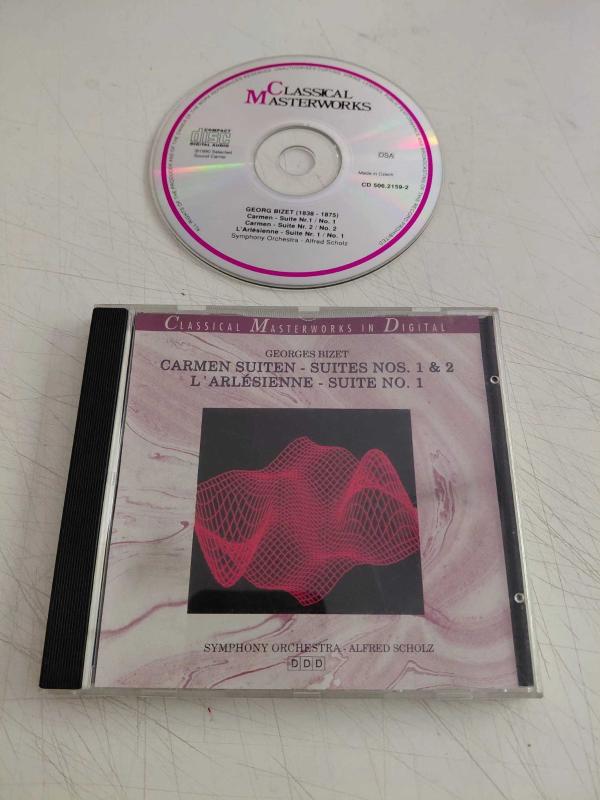 CLASSICAL
MASTERWORKS
COMPACT
disc
DIGITAL AUDIO
Sound Carrier
DSA
Made in Czech
CD 506.2159-2
GEORG BIZET (1838 - 1875)
Carmen - Suite Nr.1 / No. 1
Carmen - Suite Nr. 2 / No. 2
L'Arlésienne - Suite Nr. 1 / No. 1
Symphony Orchestra - Alfred Scholz
CLASSICAL MASTERWORKS IN DIGITAL
GEORGES BIZET
CARMEN SUITEN - SUITES NOS. 1 & 2
L'ARLÉSIENNE - SUITE NO. 1
SYMPHONY ORCHESTRA - ALFRED SCHOLZ
DDD